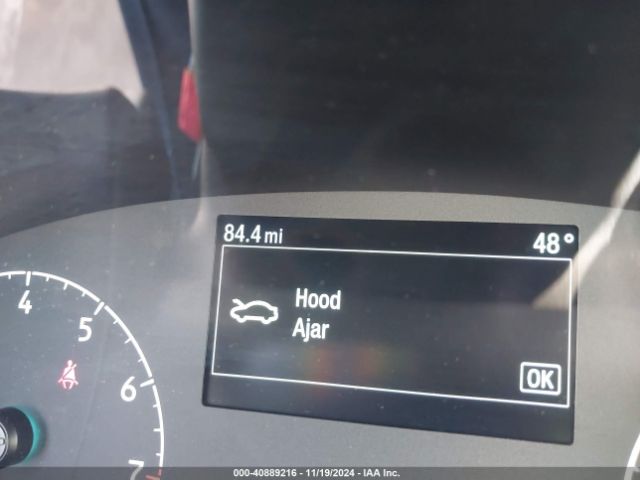 84.4 mi 48°
Hood
Ajar
OK
4
5
6
7
000-40889216 - 11/19/2024 - IAA Inc.